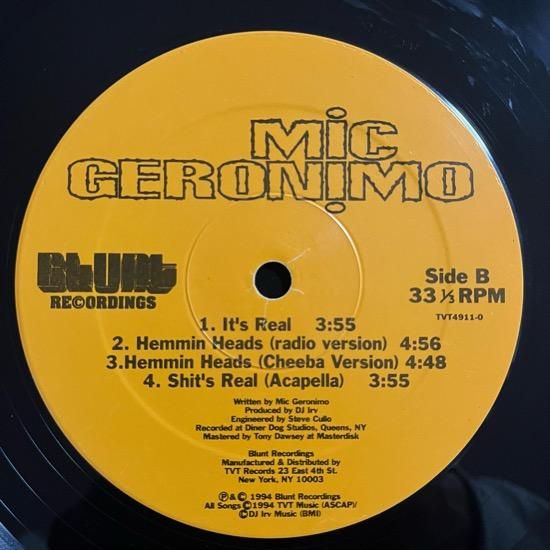 MiC
GERONiMO
BLUNT
RE©ORDINGS
Side B
33 ⅓ RPM
TVT4911-0
1. It's Real 3:55
2. Hemmin Heads (radio version) 4:56
3.Hemmin Heads (Cheeba Version) 4:48
4. Shit's Real (Acapella) 3:55
Written by Mic Geronimo
Produced by DJ Irv
Engineered by Steve Culio
Recorded at Diner Dog Studios, Queens, NY
Mastered by Tony Dawsey at Masterdisk
Blunt Recordings
Manufactured & Distributed by
TVT Records 23 East 4th St.
New York, NY 10003
℗&© 1994 Blunt Recordings
All Songs©1994 TVT Music (ASCAP)/
©DJ Irv Music (BMI)